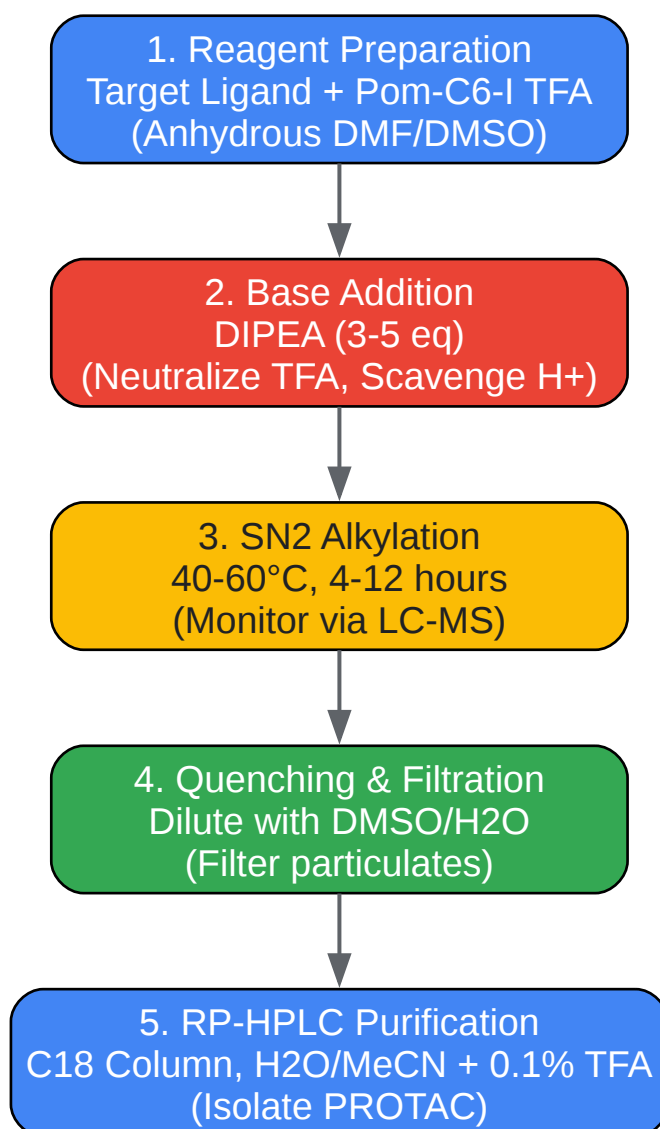 1. Reagent Preparation
Target Ligand + Pom-C6-I TFA
(Anhydrous DMF/DMSO)
2. Base Addition
DIPEA (3-5 eq)
(Neutralize TFA, Scavenge H+)
3. SN2 Alkylation
40-60°C, 4-12 hours
(Monitor via LC-MS)
4. Quenching & Filtration
Dilute with DMSO/H2O
(Filter particulates)
5. RP-HPLC Purification
C18 Column, H2O/MeCN + 0.1% TFA
(Isolate PROTAC)